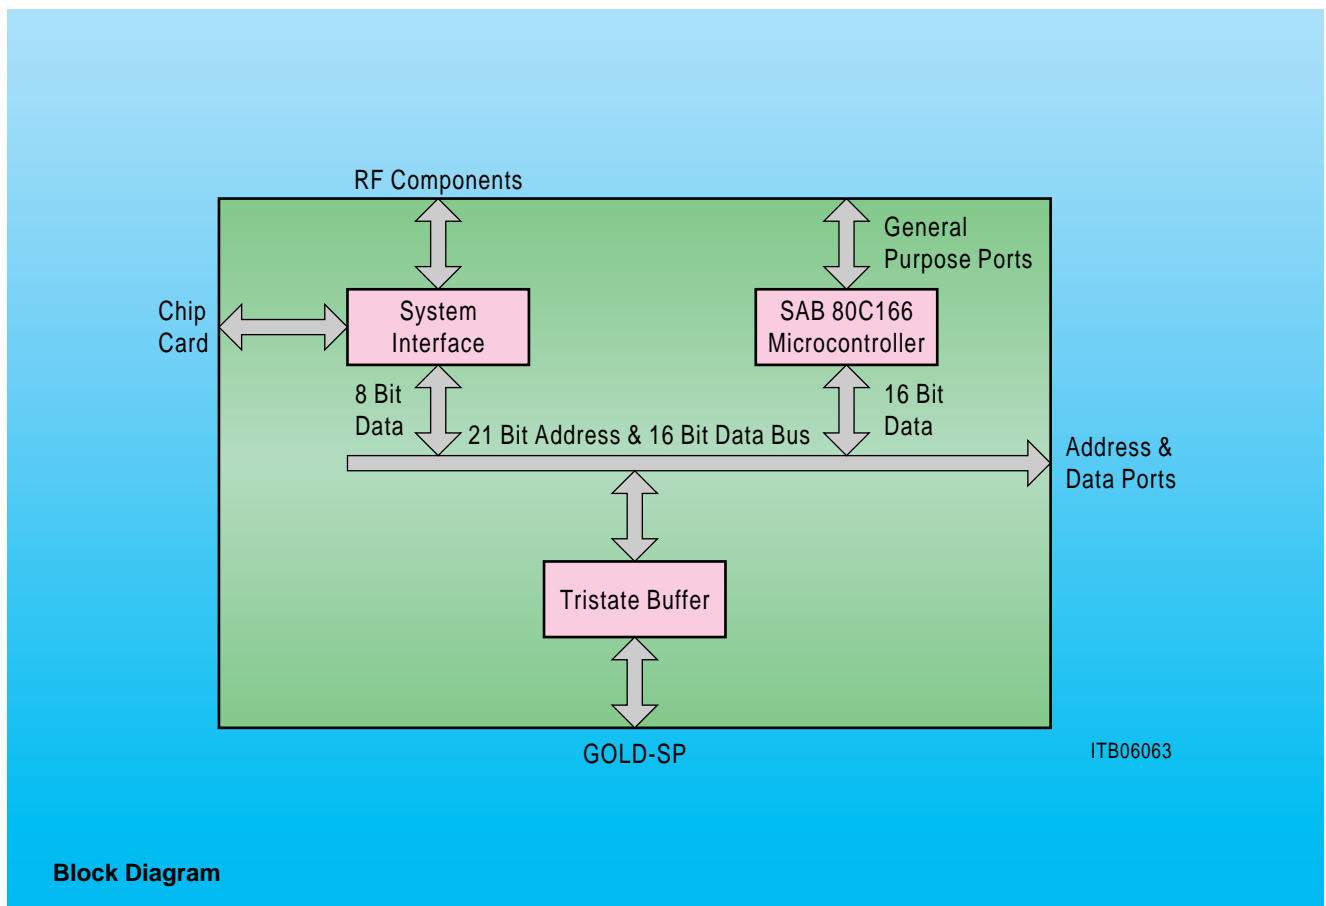 RF Components
General
Purpose Ports
Chip
Card
System
Interface
SAB 80C166
Microcontroller
8 Bit
Data
16 Bit
Data
21 Bit Address & 16 Bit Data Bus
Address &
Data Ports
Tristate Buffer
GOLD-SP
ITB06063
Block Diagram